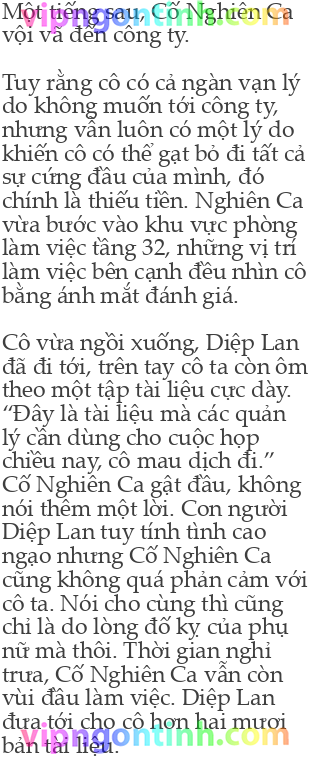 Một tiếng sau, Cố Nghiên Ca
vội vã đến công ty.
Tuy rằng cô có cả ngàn vạn lý
do không muốn tới công ty,
nhưng vẫn luôn có một lý do
khiến cô có thể gạt bỏ đi tất cả
sự cứng đầu của mình, đó
chính là thiếu tiền. Nghiên Ca
vừa bước vào khu vực phòng
làm việc tầng 32, những vị trí
làm việc bên cạnh đều nhìn cô
bằng ánh mắt đánh giá.
Cô vừa ngồi xuống, Diệp Lan
đã đi tới, trên tay cô ta còn ôm
theo một tập tài liệu cực dày.
“Đây là tài liệu mà các quản
lý cần dùng cho cuộc họp
chiều nay, cô mau dịch đi.”
Cố Nghiên Ca gật đầu, không
nói thêm một lời. Con người
Diệp Lan tuy tính tình cao
ngạo nhưng Cố Nghiên Ca
cũng không quá phản cảm với
cô ta. Nói cho cùng thì cũng
chỉ là do lòng đố kỵ của phụ
nữ mà thôi. Thời gian nghỉ
trưa, Cố Nghiên Ca vẫn còn
vùi đầu làm việc. Diệp Lan
đưa tới cho cô hơn hai mươi
bản tài liệu.
vipngontinh.com
vipngontinh.com